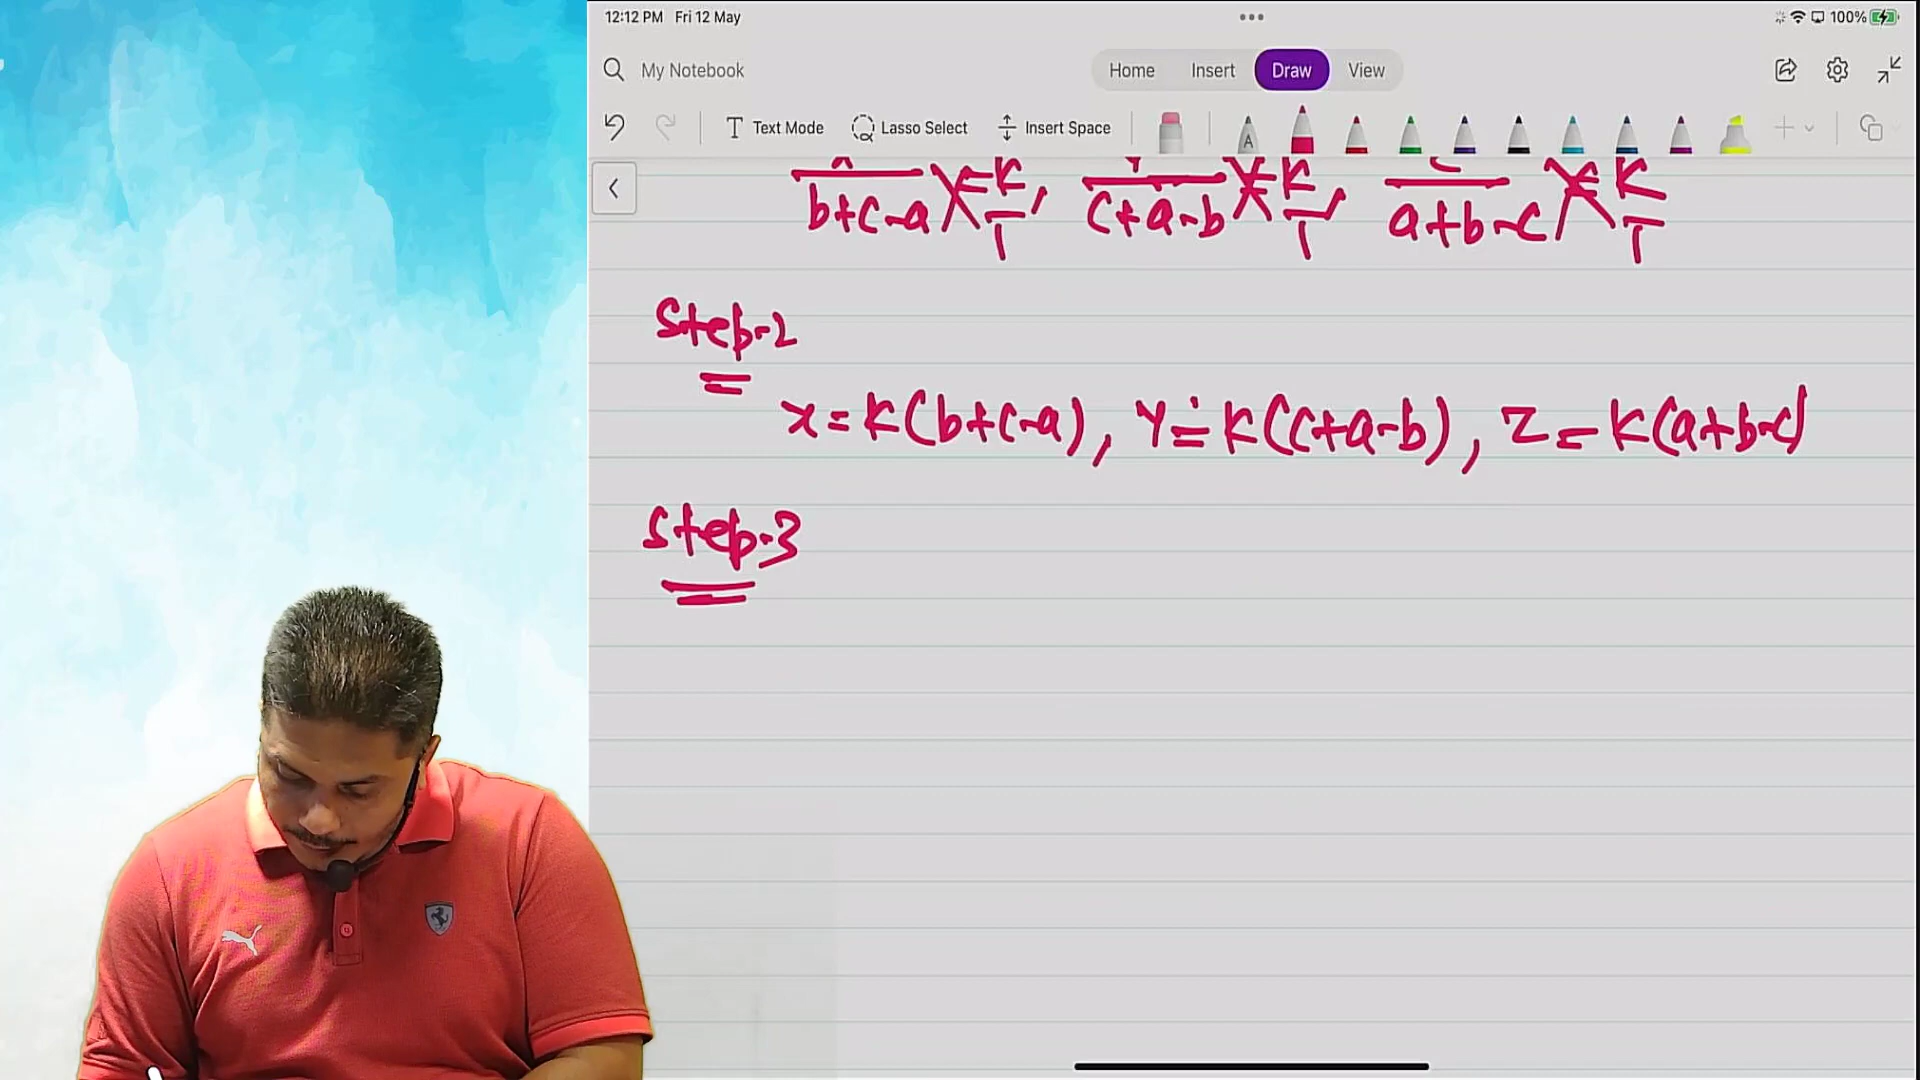 12:12 PM Fri 12 May 100%
My Notebook Home Insert Draw View
Text Mode Lasso Select Insert Space A
b+c-a = K/1, c+a-b = K/1, a+b-c = K/1
Step-2
x = K(b+c-a), Y = K(c+a-b), Z = K(a+b-c)
Step-3